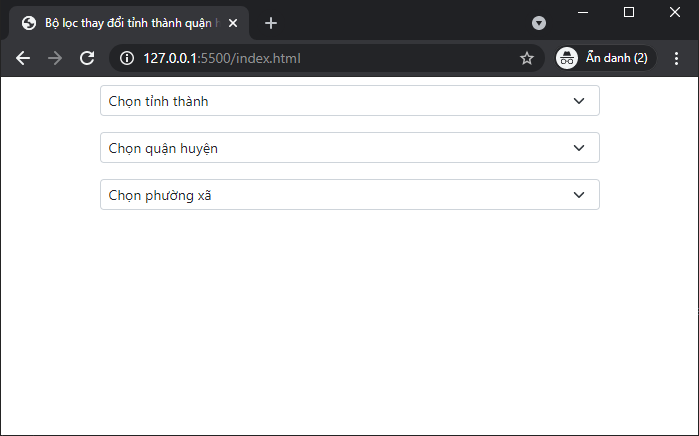 Bộ lọc thay đổi tỉnh thành quận h
127.0.0.1:5500/index.html
Ẩn danh (2)
Chọn tỉnh thành
Chọn quận huyện
Chọn phường xã